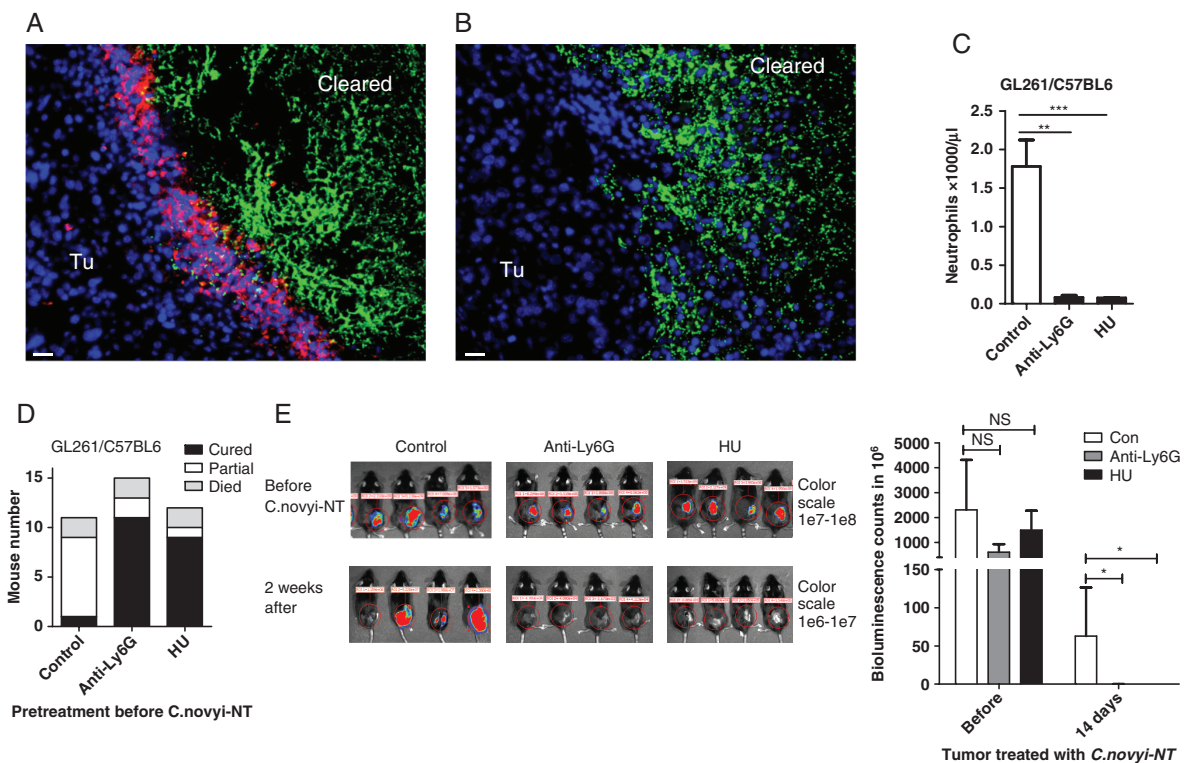 A
Cleared
Tu
B
Cleared
Tu
C
GL261/C57BL6
Neutrophils ×1000/µl
2.5
2.0
1.5
1.0
0.5
0.0
***
**
Control
Anti-Ly6G
HU
D
GL261/C57BL6
Cured
Partial
Died
Mouse number
15
10
5
0
Control
Anti-Ly6G
HU
Pretreatment before C.novyi-NT
E
Control
Anti-Ly6G
HU
Before
C.novyi-NT
Color
scale
1e7-1e8
2 weeks
after
Color
scale
1e6-1e7
Bioluminescence counts in 10⁶
5000
4000
3000
2000
1000
150
100
50
0
NS
NS
*
*
Con
Anti-Ly6G
HU
Before
14 days
Tumor treated with C.novyi-NT